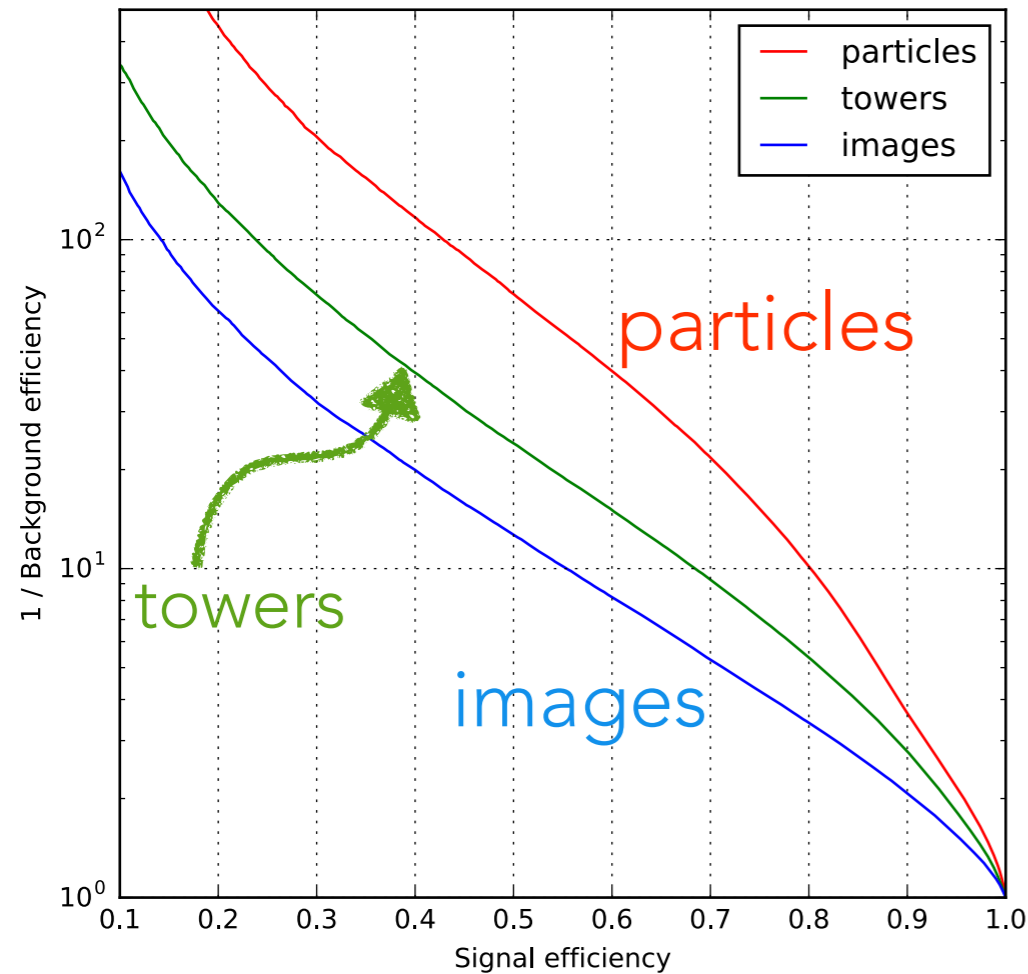 particles
towers
images
10²
particles
10¹
towers
images
10⁰
0.1 0.2 0.3 0.4 0.5 0.6 0.7 0.8 0.9 1.0
Signal efficiency
1 / Background efficiency